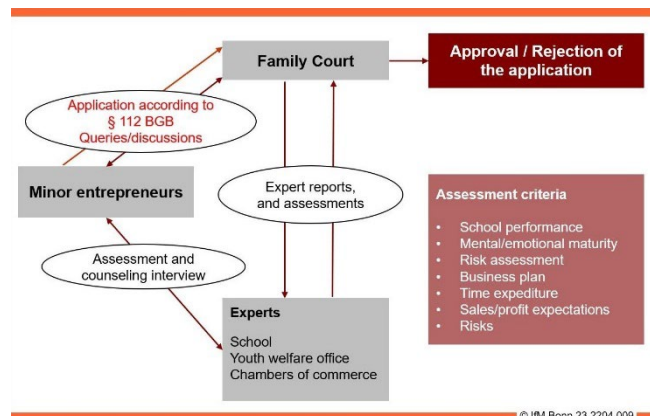 Family Court
Approval / Rejection of
the application
Application according to
§ 112 BGB
Queries/discussions
Minor entrepreneurs
Expert reports,
and assessments
Assessment and
counseling interview
Assessment criteria
• School performance
• Mental/emotional maturity
• Risk assessment
• Business plan
• Time expediture
• Sales/profit expectations
• Risks
Experts
School
Youth welfare office
Chambers of commerce
© IfM Bonn 23 2204 009